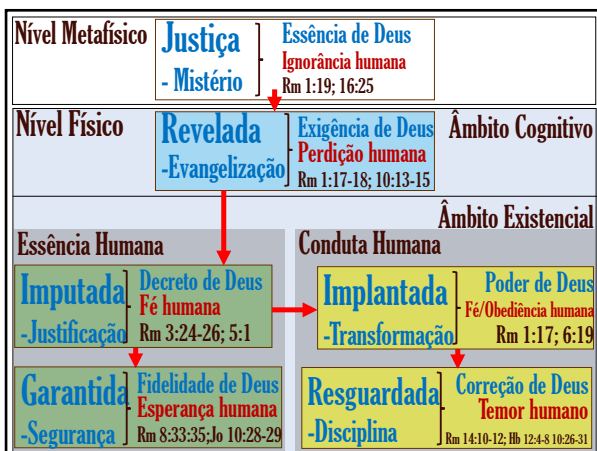 Nível Metafísico
Justiça
- Mistério
Essência de Deus
Ignorância humana
Rm 1:19; 16:25
Nível Físico
Revelada
-Evangelização
Exigência de Deus
Perdição humana
Rm 1:17-18; 10:13-15
Âmbito Cognitivo
Âmbito Existencial
Essência Humana
Imputada
-Justificação
Decreto de Deus
Fé humana
Rm 3:24-26; 5:1
Garantida
-Segurança
Fidelidade de Deus
Esperança humana
Rm 8:33:35;Jo 10:28-29
Conduta Humana
Implantada
-Transformação
Poder de Deus
Fé/Obediência humana
Rm 1:17; 6:19
Resguardada
-Disciplina
Correção de Deus
Temor humano
Rm 14:10-12; Hb 12:4-8 10:26-31